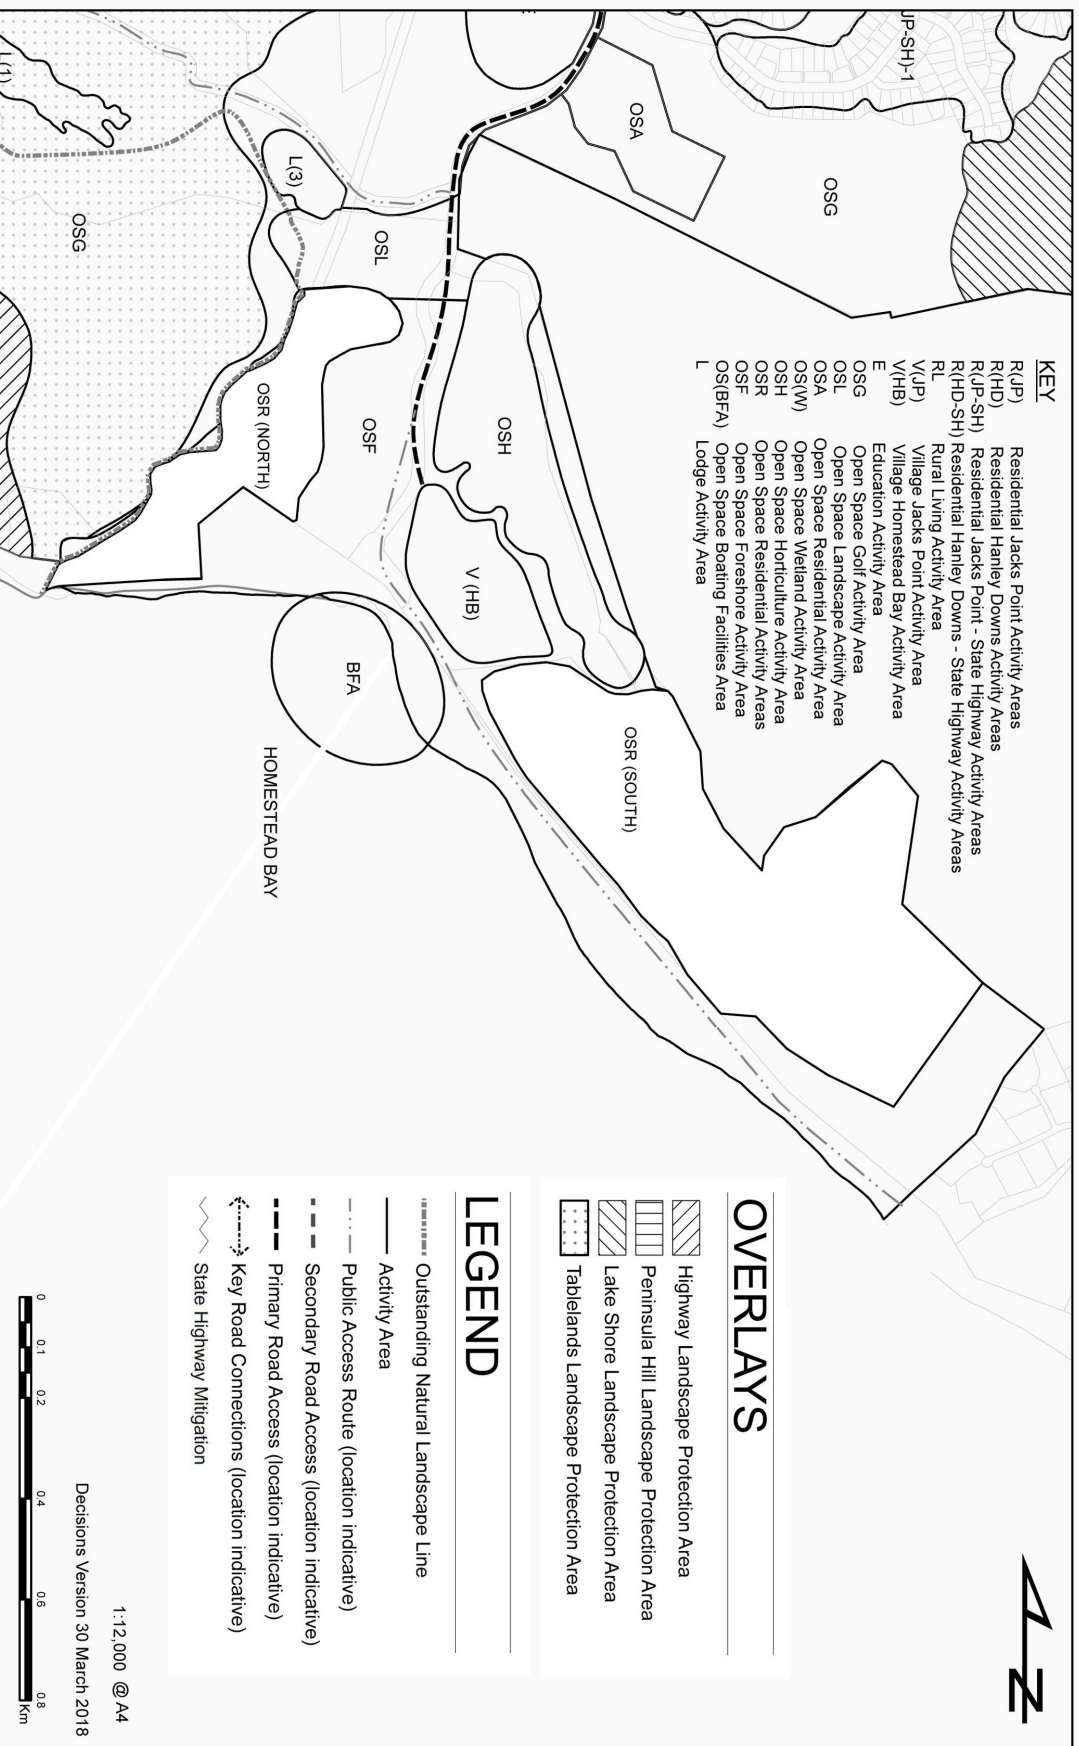 KEY
R(JP) Residential Jacks Point Activity Areas
R(HD) Residential Hanley Downs Activity Areas
R(JP-SH) Residential Jacks Point - State Highway Activity Areas
R(HD-SH) Residential Hanley Downs - State Highway Activity Areas
RL Rural Living Activity Area
V(JP) Village Jacks Point Activity Area
V(HB) Village Homestead Bay Activity Area
E Education Activity Area
OSG Open Space Golf Activity Area
OSL Open Space Landscape Activity Area
OSA Open Space Residential Activity Area
OS(W) Open Space Wetland Activity Area
OSH Open Space Horticulture Activity Area
OSR Open Space Residential Activity Areas
OSF Open Space Foreshore Activity Area
OS(BFA) Open Space Boating Facilities Area
L Lodge Activity Area
JP-SH)-1
OSG
OSA
OSH
V(HB)
OSR (SOUTH)
OSL
OSF
L(3)
OSR (NORTH)
BFA
HOMESTEAD BAY
OSG
L(1)
OVERLAYS
Highway Landscape Protection Area
Peninsula Hill Landscape Protection Area
Lake Shore Landscape Protection Area
Tablelands Landscape Protection Area
LEGEND
Outstanding Natural Landscape Line
Activity Area
Public Access Route (location indicative)
Secondary Road Access (location indicative)
Primary Road Access (location indicative)
Key Road Connections (location indicative)
State Highway Mitigation
N
1:12,000 @ A4
Decisions Version 30 March 2018
0 0.1 0.2 0.4 0.6 0.8
Km